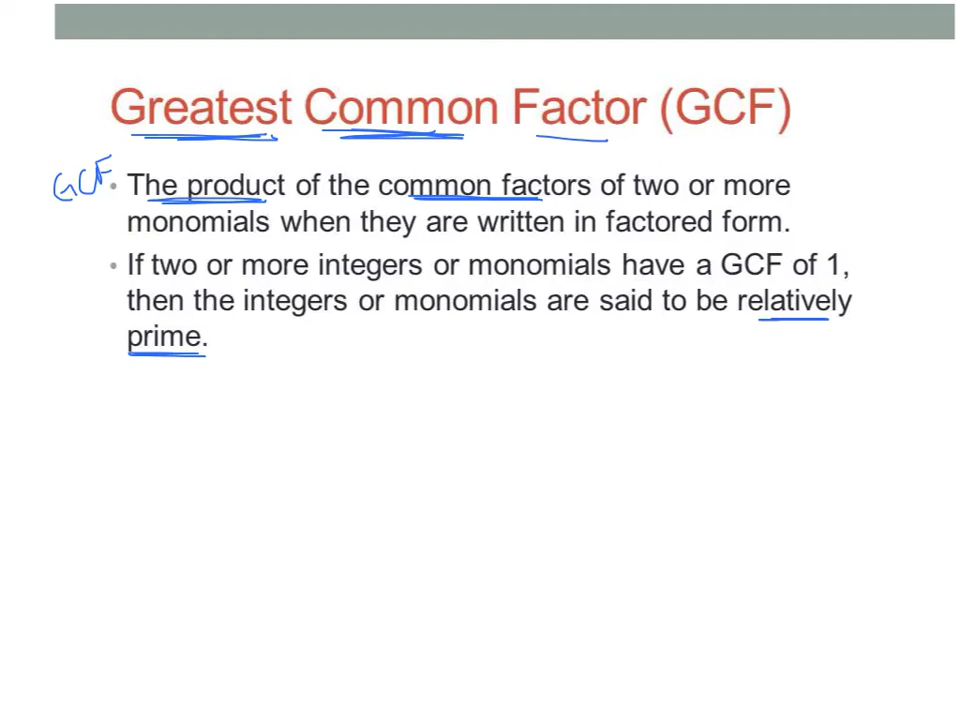 Greatest Common Factor (GCF)
GCF • The product of the common factors of two or more
monomials when they are written in factored form.
• If two or more integers or monomials have a GCF of 1,
then the integers or monomials are said to be relatively
prime.